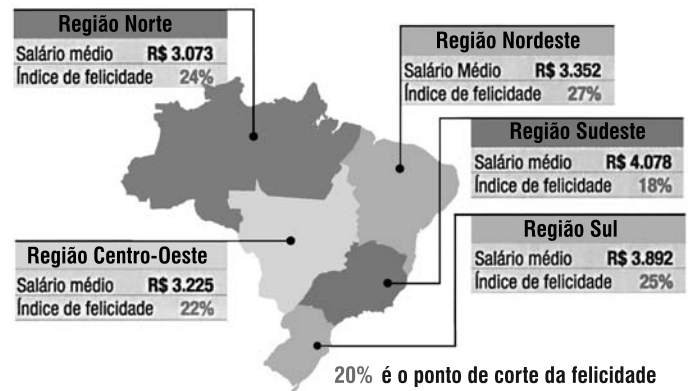 Região Norte
Salário médio R$ 3.073
Índice de felicidade 24%
Região Nordeste
Salário Médio R$ 3.352
Índice de felicidade 27%
Região Sudeste
Salário médio R$ 4.078
Índice de felicidade 18%
Região Centro-Oeste
Salário médio R$ 3.225
Índice de felicidade 22%
Região Sul
Salário médio R$ 3.892
Índice de felicidade 25%
20% é o ponto de corte da felicidade